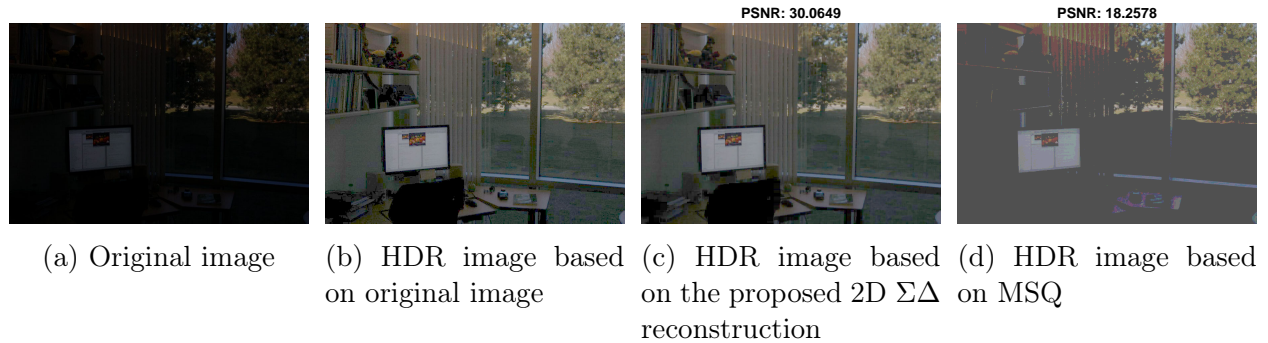 PSNR: 30.0649
PSNR: 18.2578
(a) Original image
(b) HDR image based
on original image
(c) HDR image based
on the proposed 2D ΣΔ
reconstruction
(d) HDR image based
on MSQ